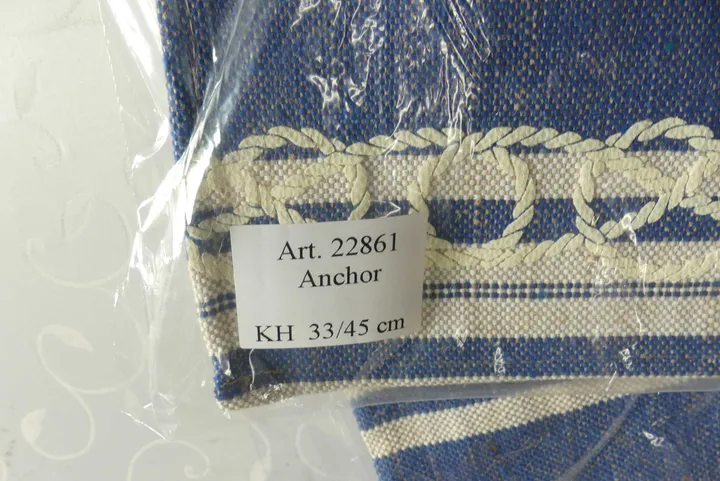 Art. 22861
Anchor
KH 33/45 cm